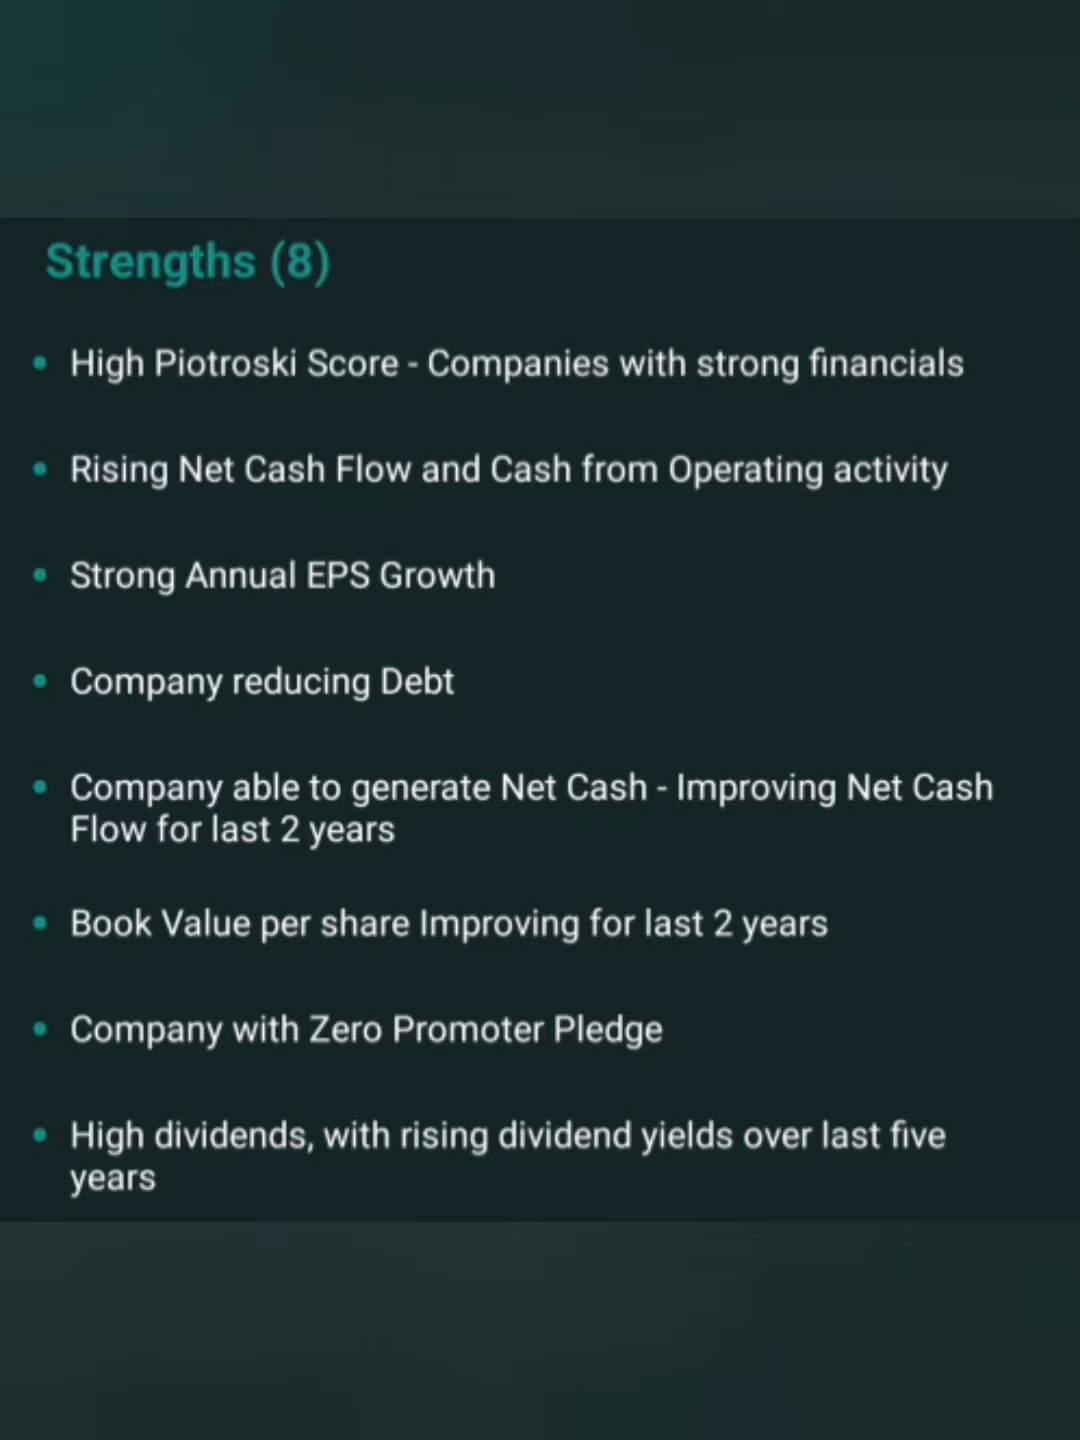 Strengths (8)
High Piotroski Score - Companies with strong financials
Rising Net Cash Flow and Cash from Operating activity
Strong Annual EPS Growth
Company reducing Debt
Company able to generate Net Cash - Improving Net Cash
Flow for last 2 years
Book Value per share Improving for last 2 years
Company with Zero Promoter Pledge
High dividends, with rising dividend yields over last five
years